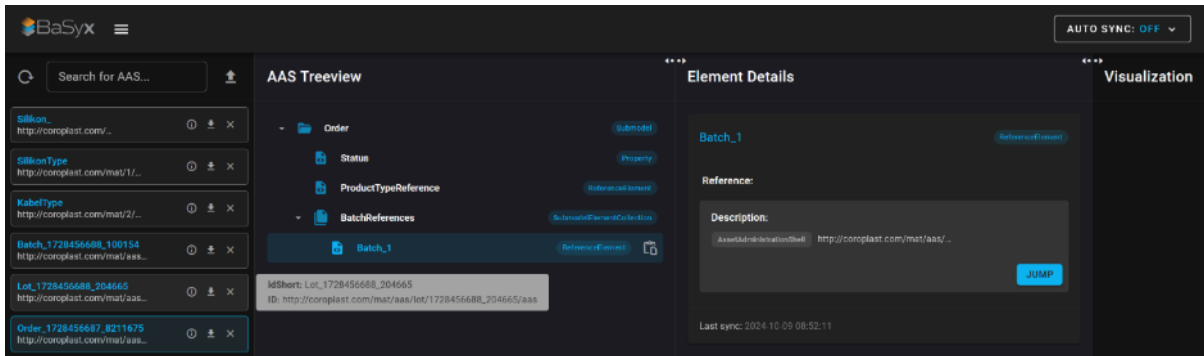 BaSyx
AUTO SYNC: OFF
Search for AAS...
Silikon_
http://coroplast.com/...
SilikonType
http://coroplast.com/mat/1/...
KabelType
http://coroplast.com/mat/2/...
Batch_1728456688_100154
http://coroplast.com/mat/aas...
Lot_1728456688_204665
http://coroplast.com/mat/aas...
Order_1728456687_8211675
http://coroplast.com/mat/aas...
AAS Treeview
Order Submodel
Status Property
ProductTypeReference ReferenceElement
BatchReferences SubmodelElementCollection
Batch_1 ReferenceElement
idShort: Lot_1728456688_204665
ID: http://coroplast.com/mat/aas/lot/1728456688_204665/aas
Element Details
Batch_1 ReferenceElement
Reference:
Description:
AssetAdministrationShell http://coroplast.com/mat/aas/...
JUMP
Last sync: 2024-10-09 08:52:11
Visualization